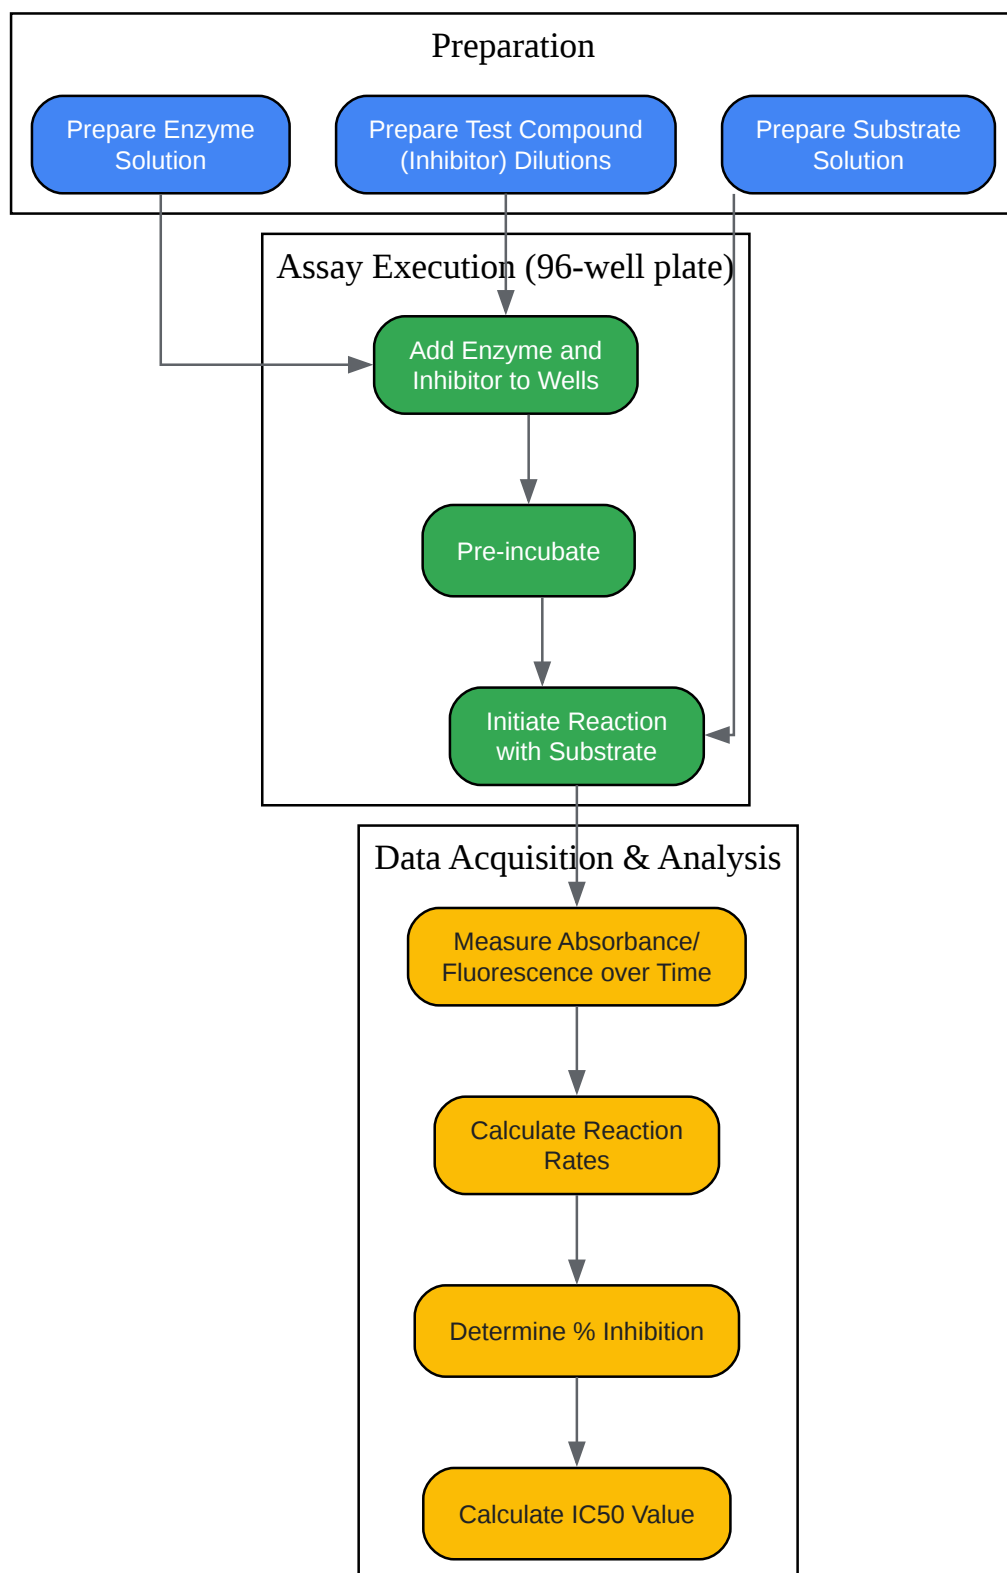 Preparation
Prepare Enzyme
Solution
Prepare Test Compound
(Inhibitor) Dilutions
Prepare Substrate
Solution
Assay Execution (96-well plate)
Add Enzyme and
Inhibitor to Wells
Pre-incubate
Initiate Reaction
with Substrate
Data Acquisition & Analysis
Measure Absorbance/
Fluorescence over Time
Calculate Reaction
Rates
Determine % Inhibition
Calculate IC50 Value